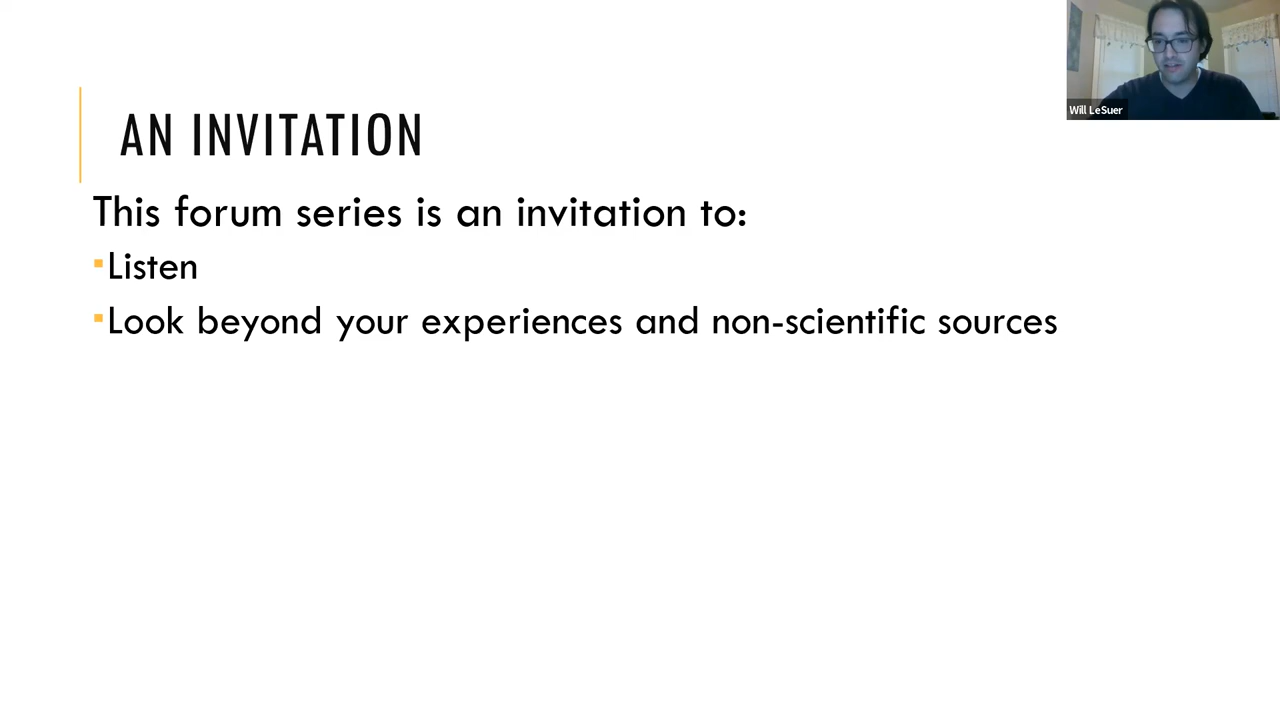 AN INVITATION
This forum series is an invitation to:
Listen
Look beyond your experiences and non-scientific sources
Will LeSuer